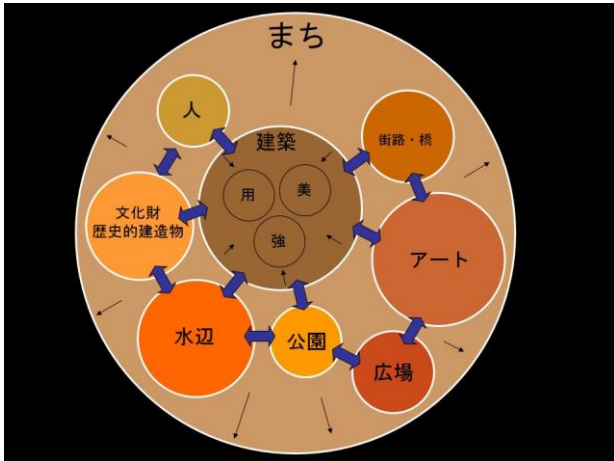 まち
人
建築
街路・橋
用
美
強
文化財
歴史的建造物
アート
水辺
公園
広場